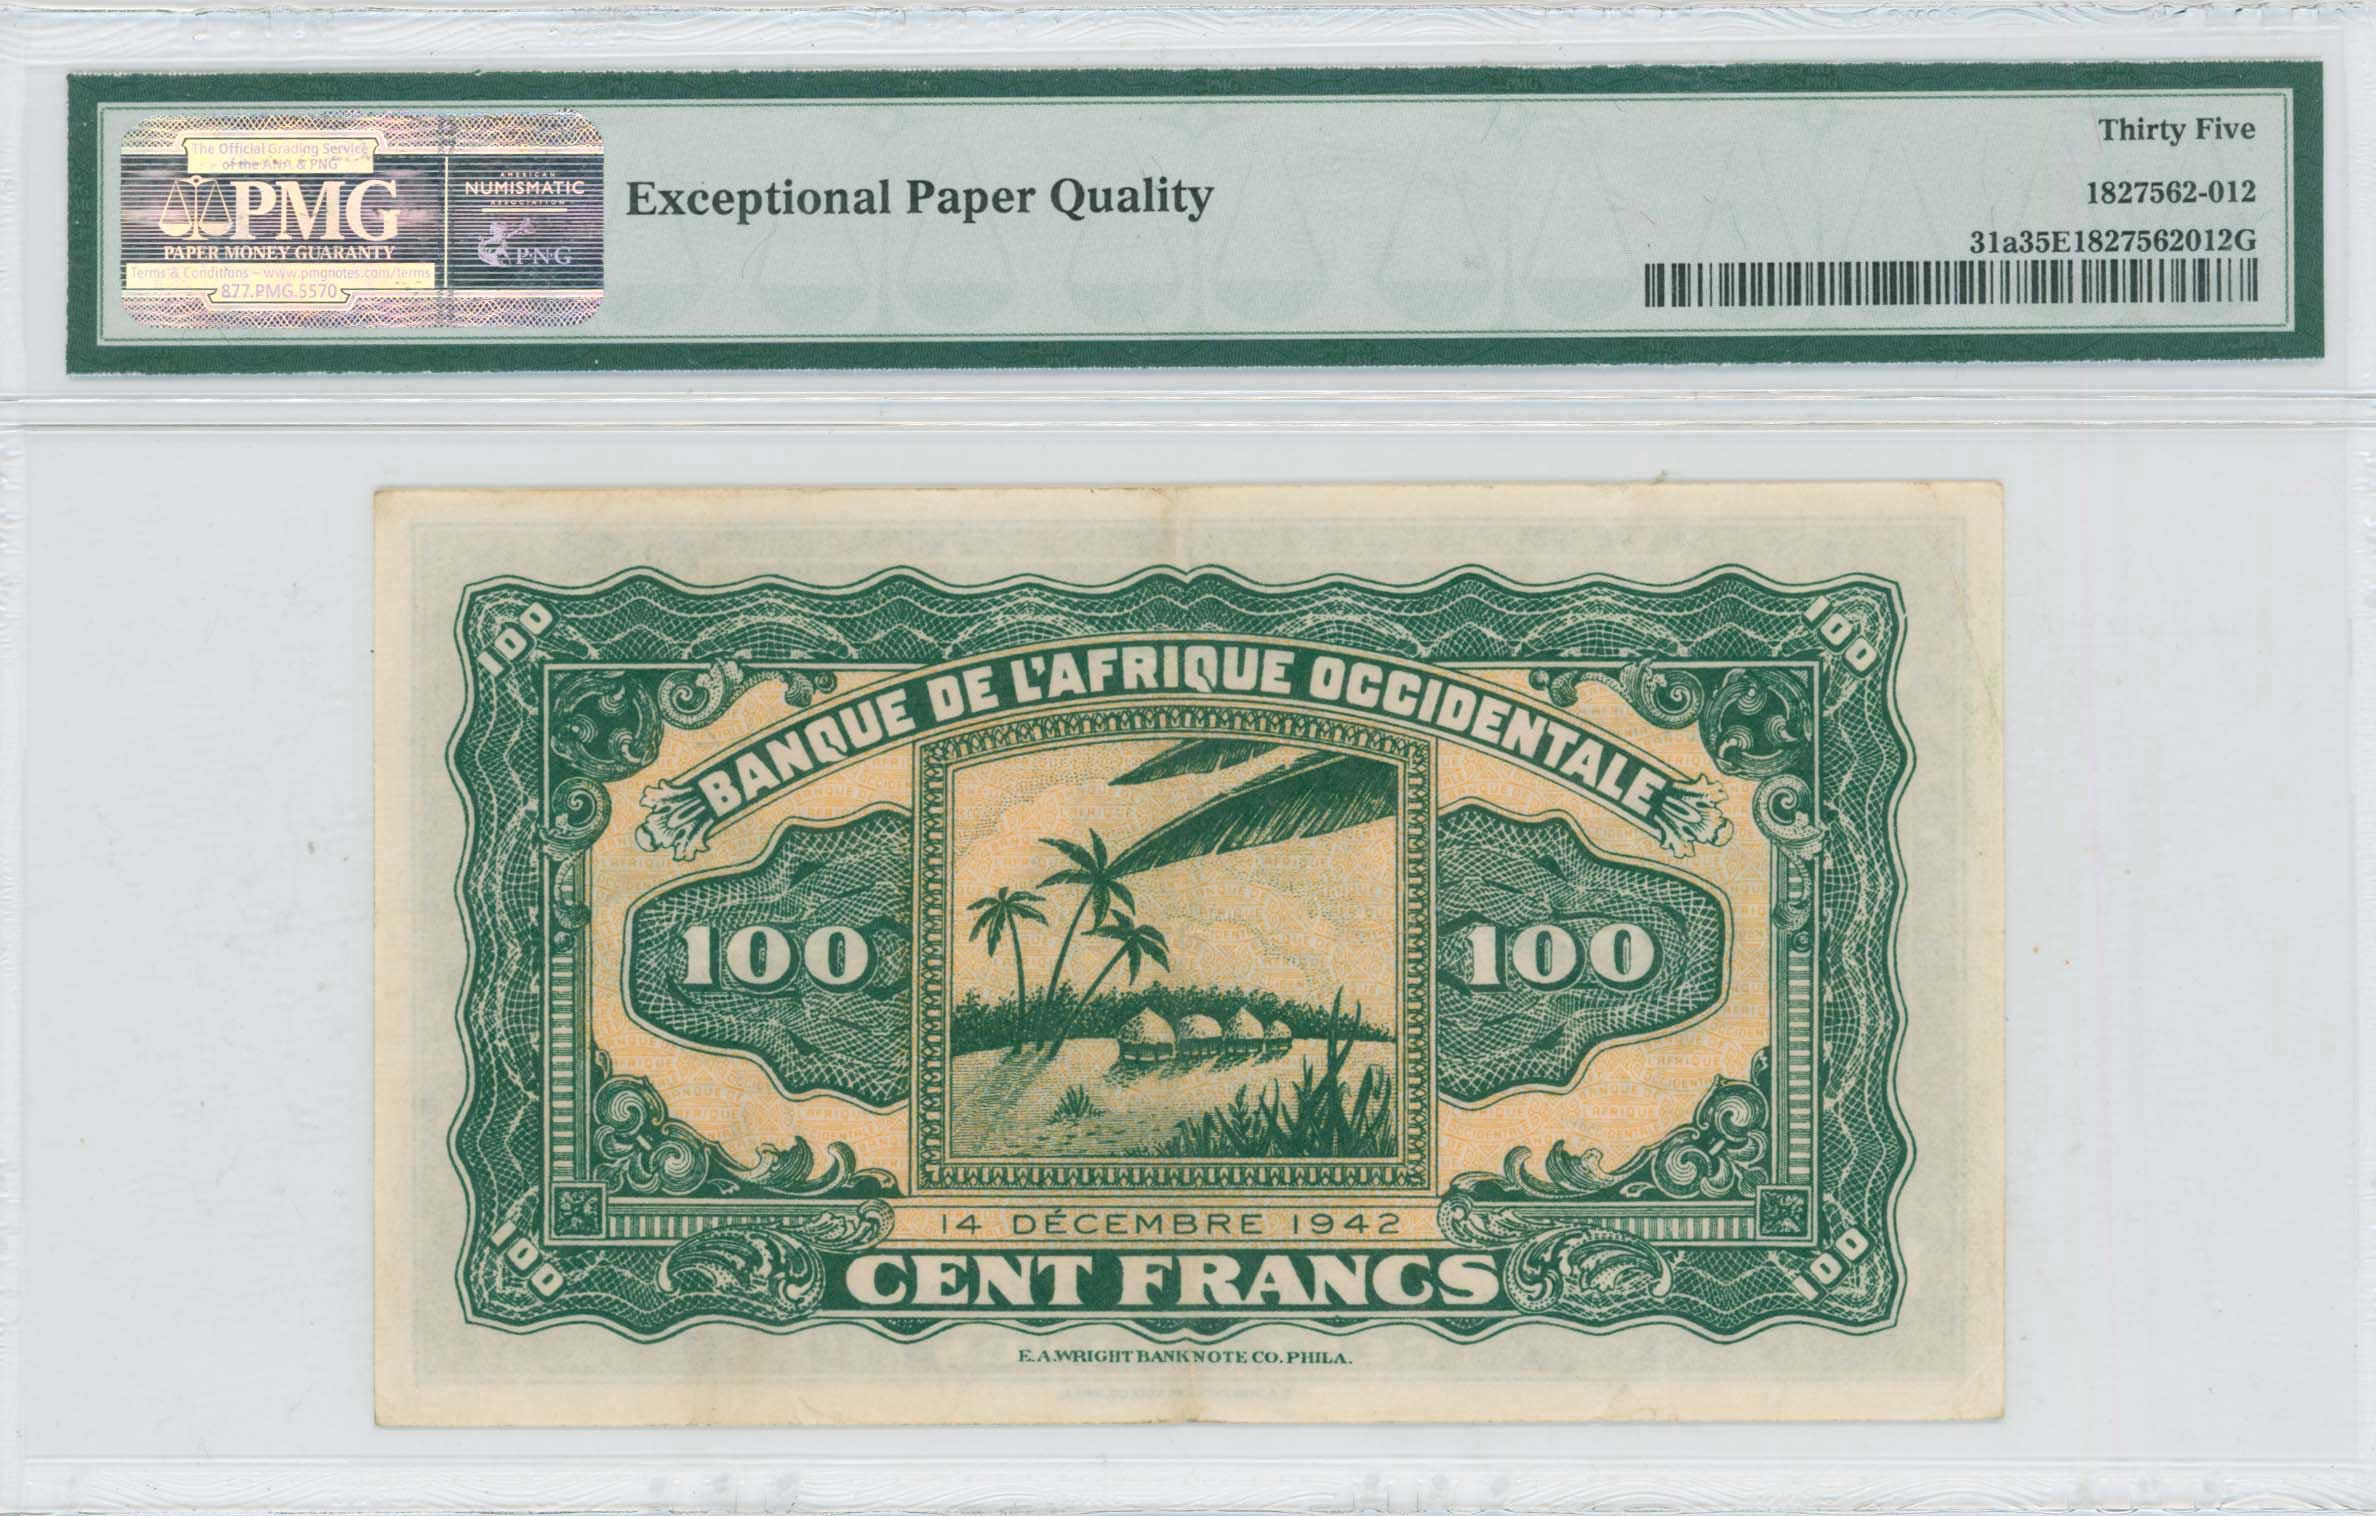 The Official Grading Service
of the ANA & PNG
PMG
PAPER MONEY GUARANTY
Terms & Conditions – www.pmgnotes.com/terms
877.PMG.5570
AMERICAN
NUMISMATIC
ASSOCIATION
PNG
Exceptional Paper Quality
Thirty Five
1827562-012
31a35E1827562012G
100
100
BANQUE DE L'AFRIQUE OCCIDENTALE
100
100
14 DÉCEMBRE 1942
100
100
CENT FRANCS
E.A.WRIGHT BANK NOTE CO. PHILA.